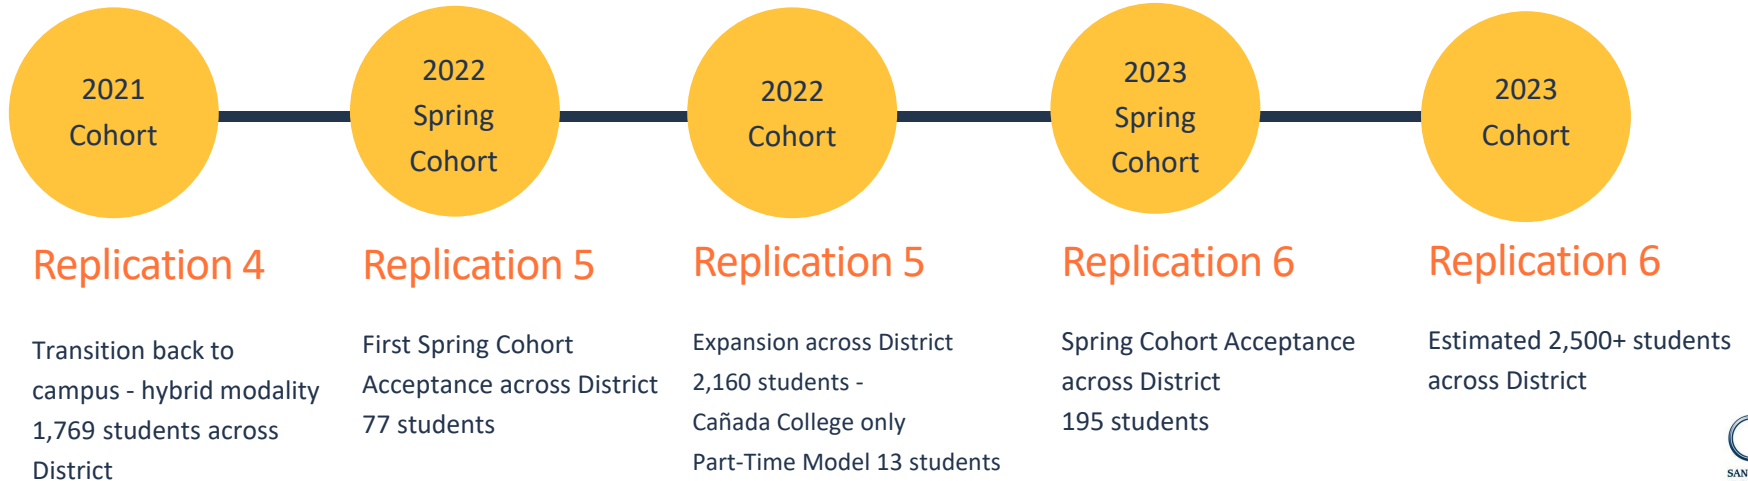 2021
Cohort
2022
Spring
Cohort
2022
Cohort
2023
Spring
Cohort
2023
Cohort
Replication 4
Transition back to
campus - hybrid modality
1,769 students across
District
Replication 5
First Spring Cohort
Acceptance across District
77 students
Replication 5
Expansion across District
2,160 students -
Cañada College only
Part-Time Model 13 students
Replication 6
Spring Cohort Acceptance
across District
195 students
Replication 6
Estimated 2,500+ students
across District
SAN